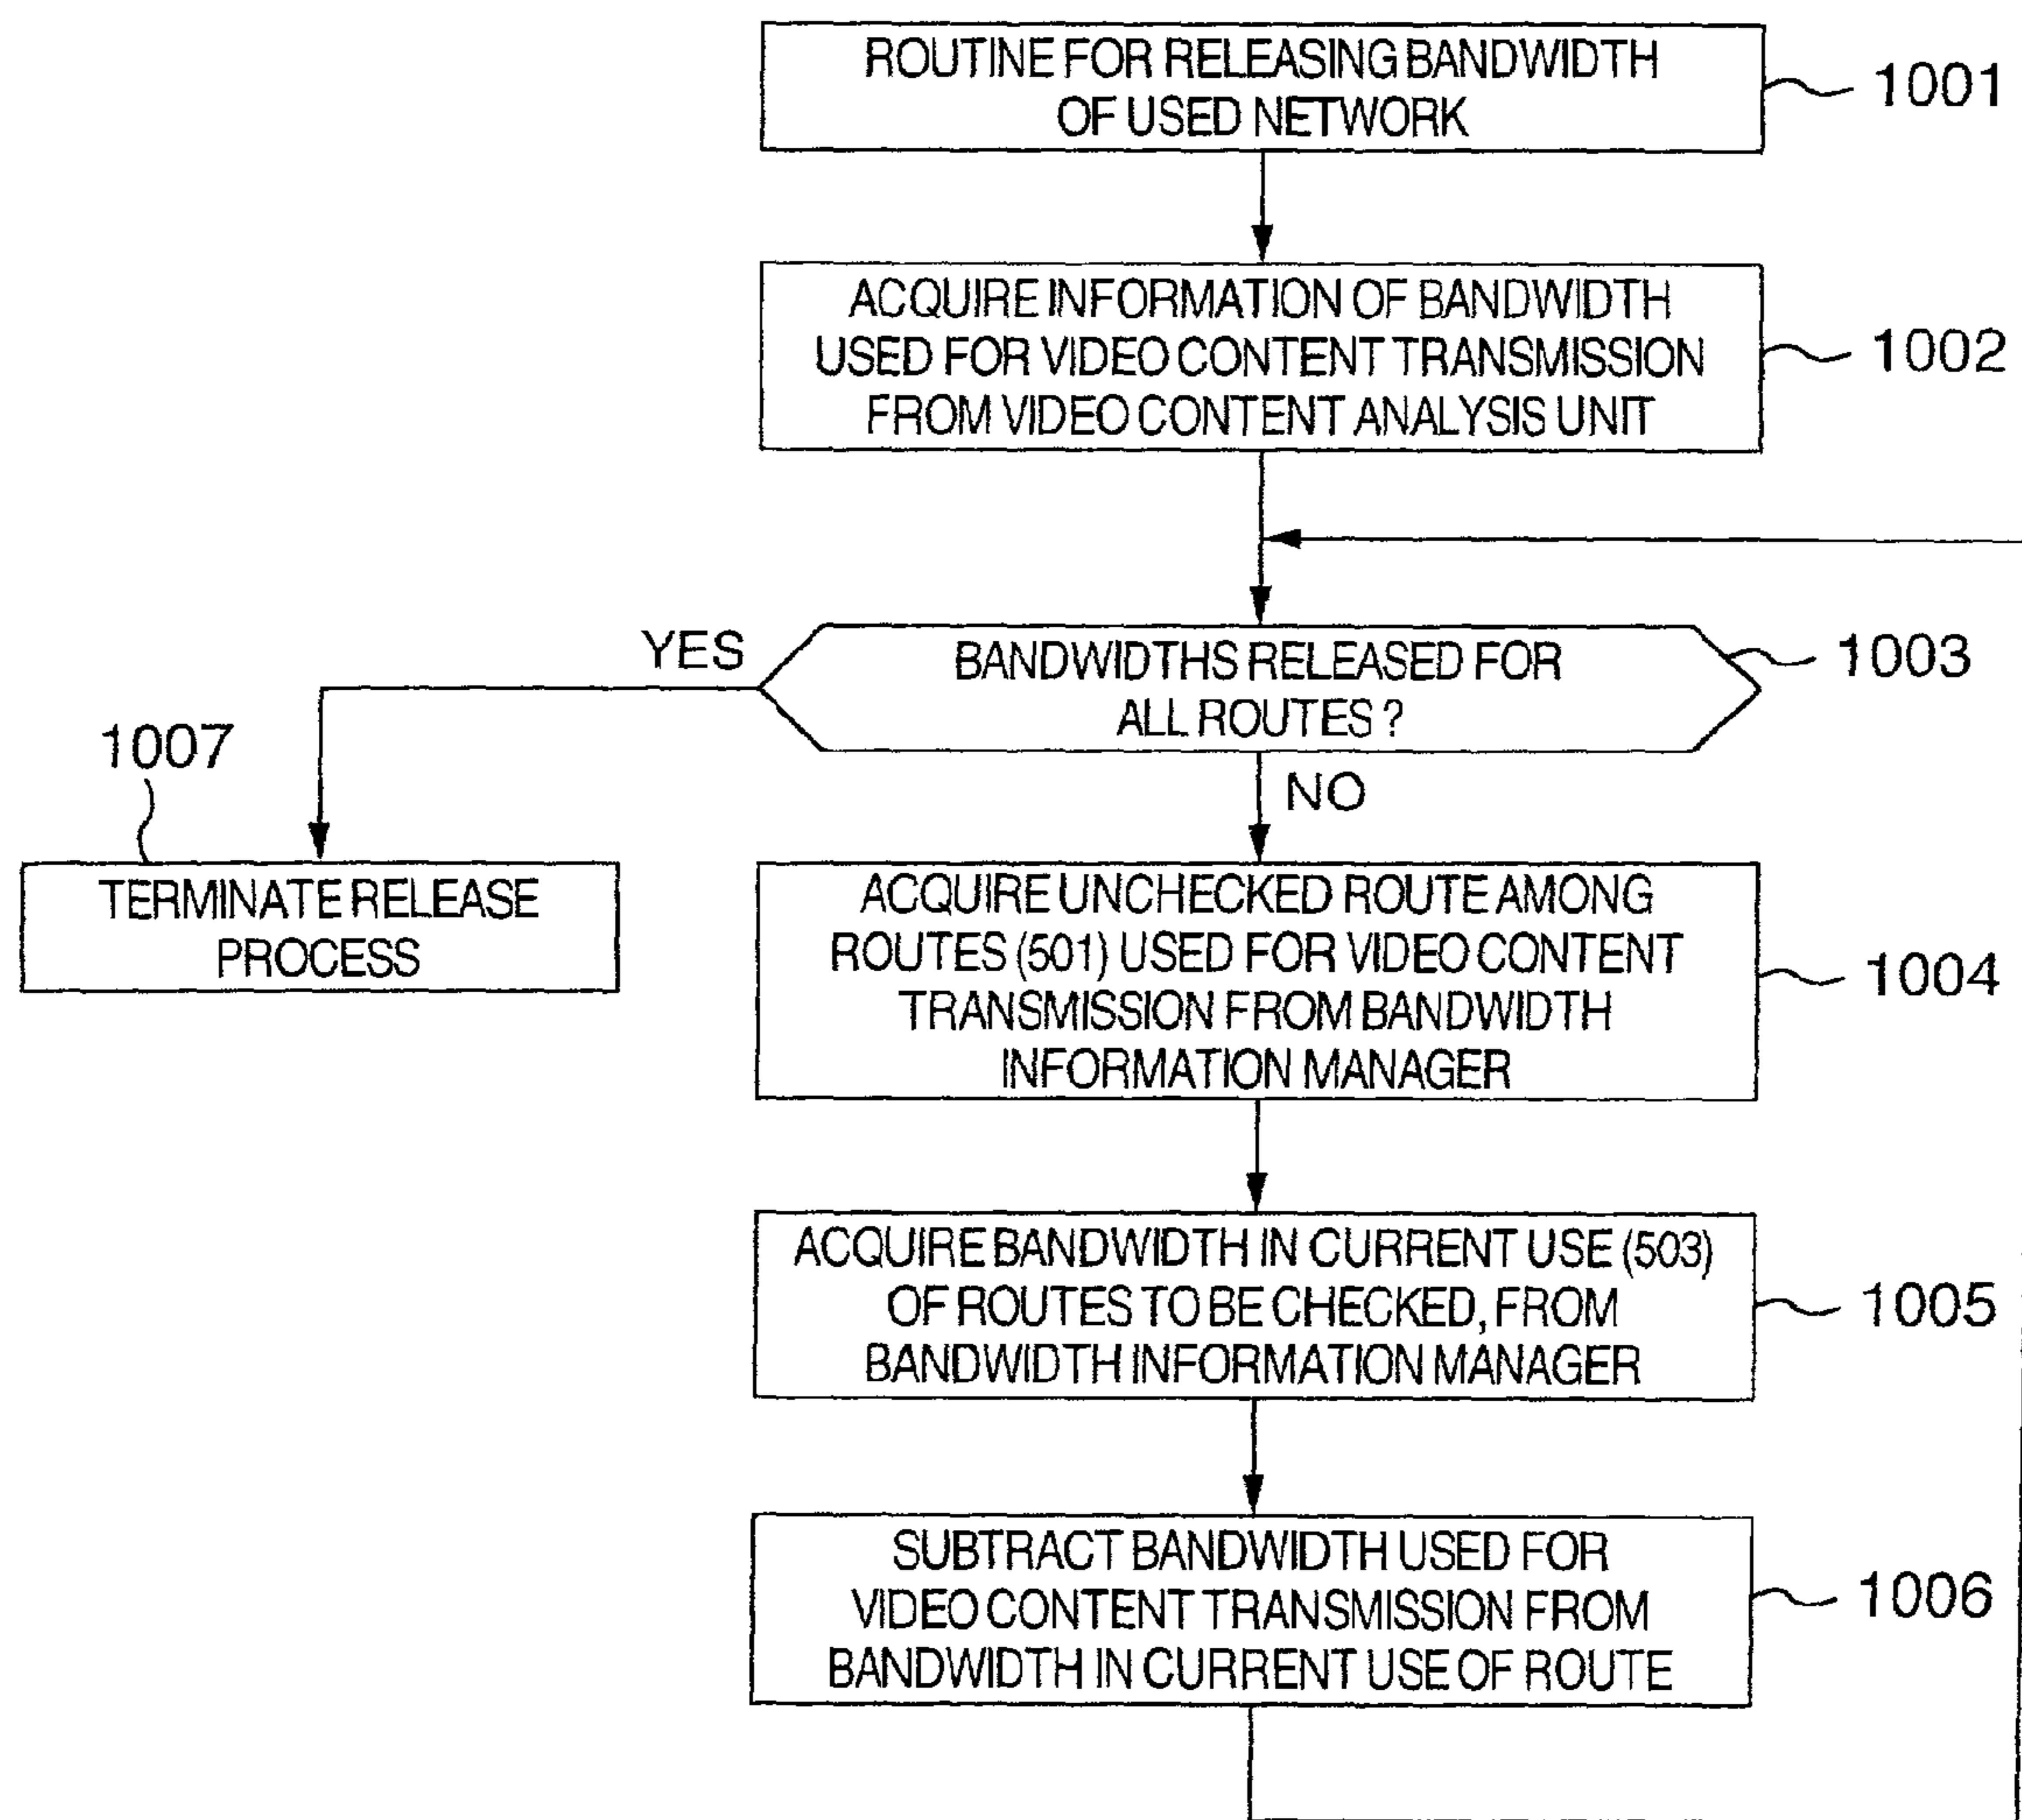 ROUTINE FOR RELEASING BANDWIDTH
OF USED NETWORK
1001
ACQUIRE INFORMATION OF BANDWIDTH
USED FOR VIDEO CONTENT TRANSMISSION
FROM VIDEO CONTENT ANALYSIS UNIT
1002
YES
BANDWIDTHS RELEASED FOR
ALL ROUTES ?
1003
1007
NO
TERMINATE RELEASE
PROCESS
ACQUIRE UNCHECKED ROUTE AMONG
ROUTES (501) USED FOR VIDEO CONTENT
TRANSMISSION FROM BANDWIDTH
INFORMATION MANAGER
1004
ACQUIRE BANDWIDTH IN CURRENT USE (503)
OF ROUTES TO BE CHECKED, FROM
BANDWIDTH INFORMATION MANAGER
1005
SUBTRACT BANDWIDTH USED FOR
VIDEO CONTENT TRANSMISSION FROM
BANDWIDTH IN CURRENT USE OF ROUTE
1006